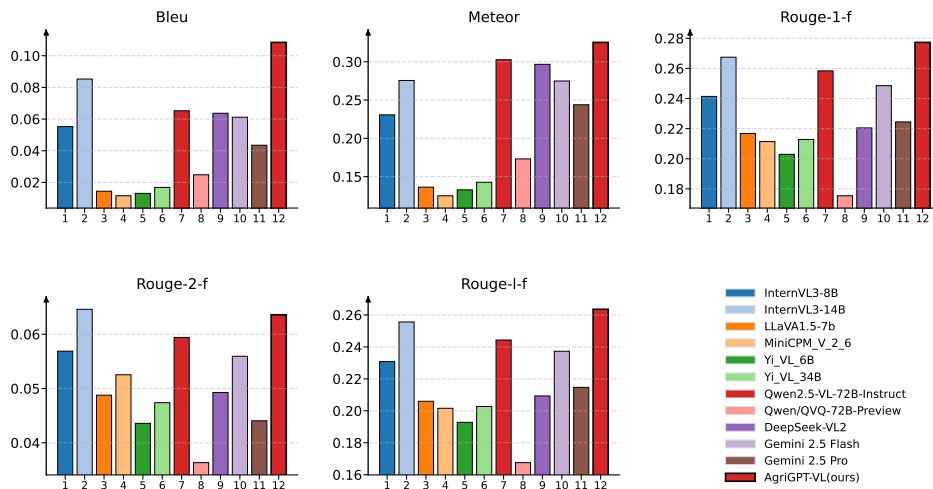 Bleu
0.10
0.08
0.06
0.04
0.02
1 2 3 4 5 6 7 8 9 10 11 12
Meteor
0.30
0.25
0.20
0.15
1 2 3 4 5 6 7 8 9 10 11 12
Rouge-1-f
0.28
0.26
0.24
0.22
0.20
0.18
1 2 3 4 5 6 7 8 9 10 11 12
Rouge-2-f
0.06
0.05
0.04
1 2 3 4 5 6 7 8 9 10 11 12
Rouge-l-f
0.26
0.24
0.22
0.20
0.18
0.16
1 2 3 4 5 6 7 8 9 10 11 12
InternVL3-8B
InternVL3-14B
LLaVA1.5-7b
MiniCPM_V_2_6
Yi_VL_6B
Yi_VL_34B
Qwen2.5-VL-72B-Instruct
Qwen/QVQ-72B-Preview
DeepSeek-VL2
Gemini 2.5 Flash
Gemini 2.5 Pro
AgriGPT-VL(ours)